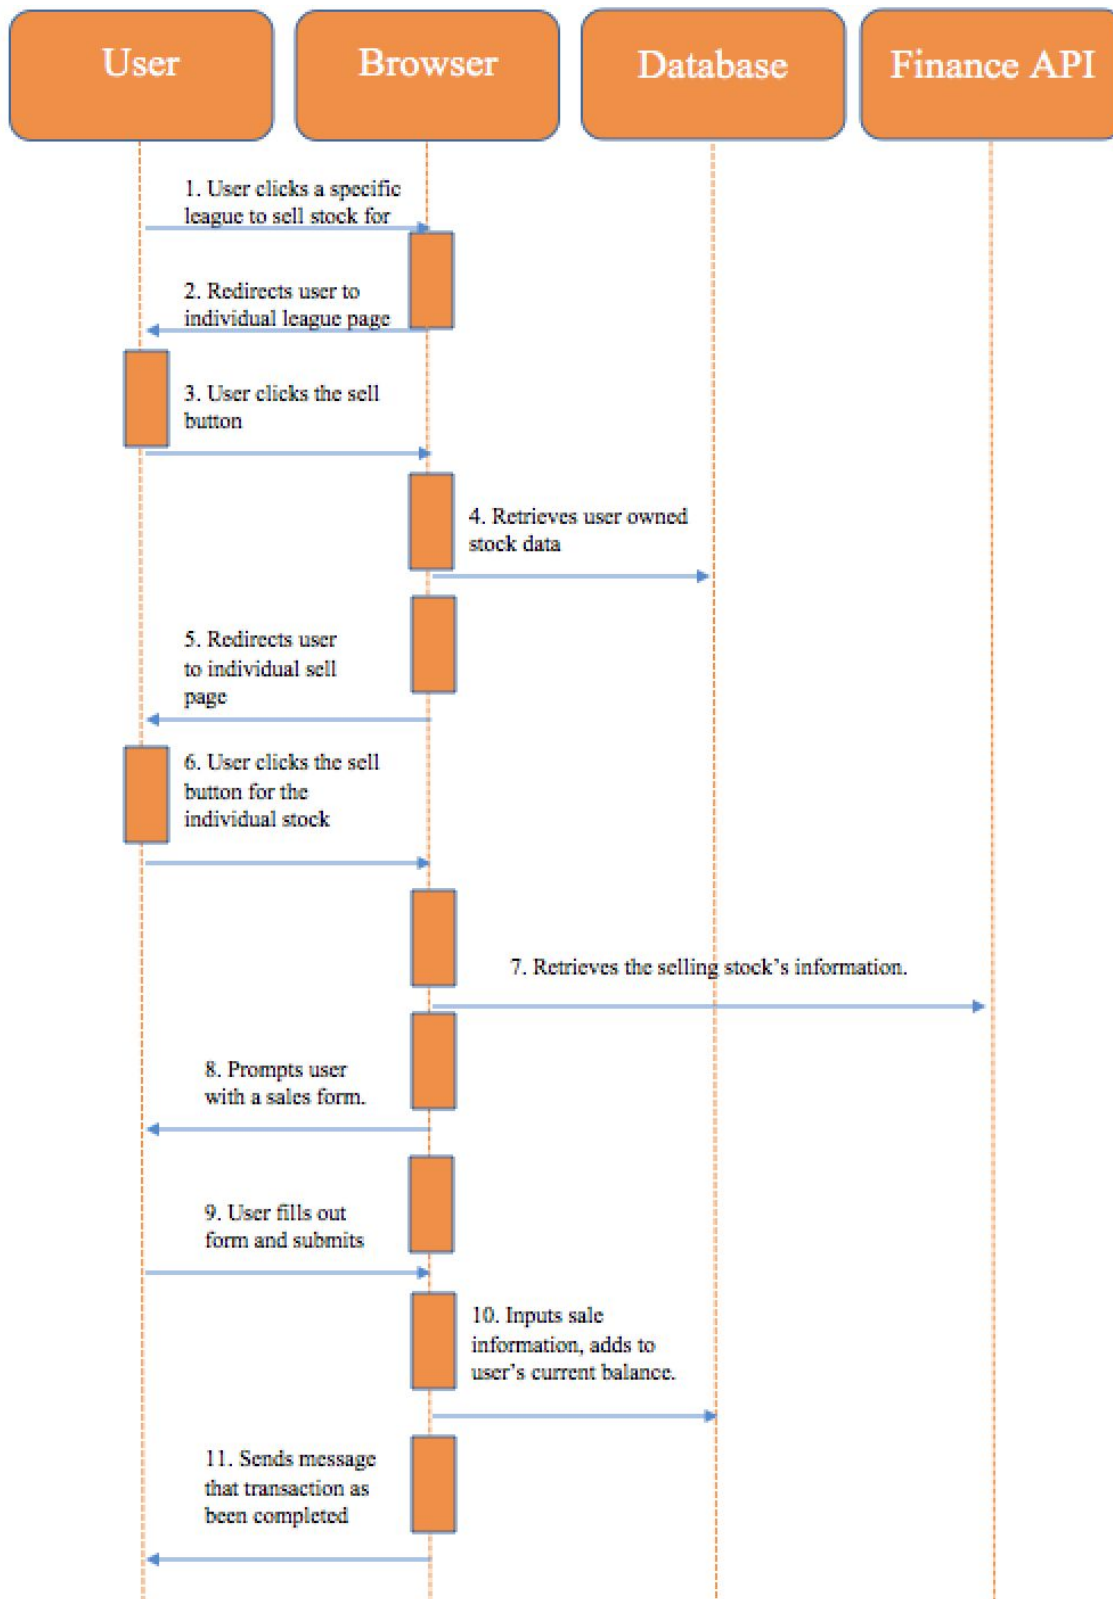 User
Browser
Database
Finance API
1. User clicks a specific
league to sell stock for
2. Redirects user to
individual league page
3. User clicks the sell
button
4. Retrieves user owned
stock data
5. Redirects user
to individual sell
page
6. User clicks the sell
button for the
individual stock
7. Retrieves the selling stock’s information.
8. Prompts user
with a sales form.
9. User fills out
form and submits
10. Inputs sale
information, adds to
user’s current balance.
11. Sends message
that transaction as
been completed